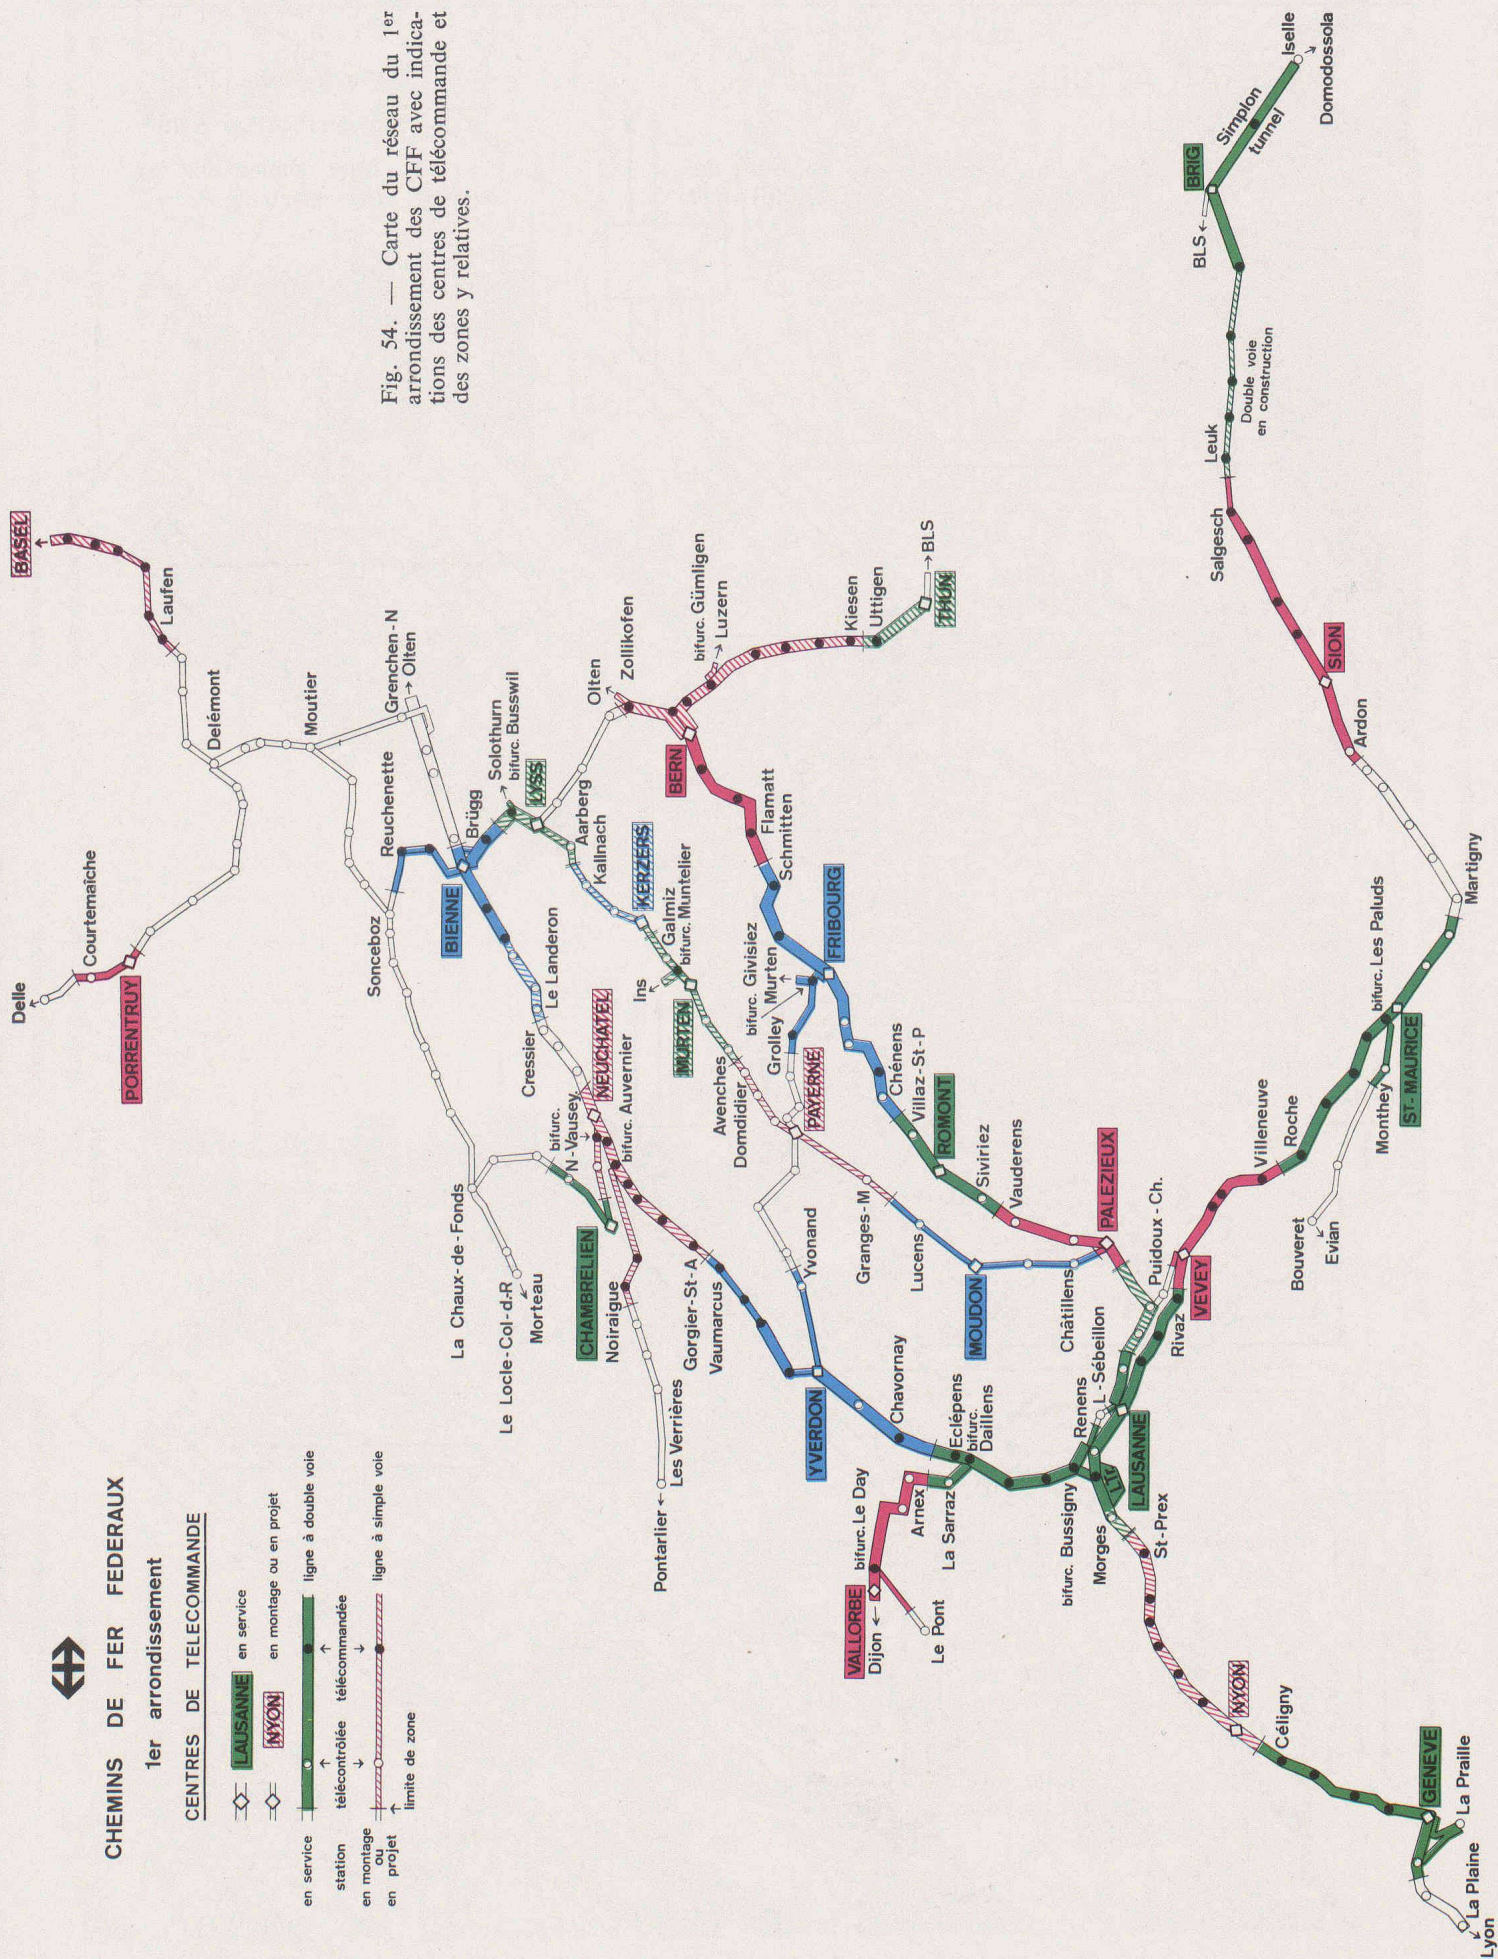 CHEMINS DE FER FEDERAUX
1er arrondissement
CENTRES DE TELECOMMANDE
LAUSANNE en service
NYON en montage ou en projet
en service
ligne à double voie
station
télécontrôlée
télécommandée
en montage
ou
en projet
ligne à simple voie
limite de zone
Fig. 54. — Carte du réseau du 1er
arrondissement des CFF avec indica-
tions des centres de télécommande et
des zones y relatives.
BASEL
Laufen
Delémont
Moutier
Courtemaîche
Delle
PORRENTRUY
Grenchen-N
Olten
Reuchenette
Sonceboz
BIENNE
Brügg
Solothurn
bifurc. Busswil
LYSS
Aarberg
Kallnach
KERZERS
Galmiz
bifurc. Muntelier
Ins
MURTEN
Avenches
Domdidier
Le Landeron
Cressier
NEUCHATEL
bifurc. Auvernier
bifurc.
N-Vausey.
CHAMBRELIEN
La Chaux-de-Fonds
Le Locle-Col-d.-R
Morteau
Noiraigue
Les Verrières
Pontarlier
Gorgier-St-A
Vaumarcus
YVERDON
Yvonand
Chavornay
Eclépens
bifurc.
Daillens
bifurc. Le Day
VALLORBE
Dijon
Le Pont
Arnex
La Sarraz
Olten
Zollikofen
BERN
bifurc. Gümligen
Luzern
Kiesen
Uttigen
THUN
BLS
Flamatt
Schmitten
FRIBOURG
bifurc. Givisiez
Murten
Grolley
PAYERNE
Chénens
Villaz-St-P
ROMONT
Siviriez
Vauderens
PALEZIEUX
Granges-M
Lucens
MOUDON
Châtillens
Puidoux-Ch.
L-Sébeillon
Renens
LAUSANNE
LTr
bifurc. Bussigny
Morges
St-Prex
NYON
Céligny
GENEVE
La Praille
La Plaine
Lyon
Rivaz
VEVEY
Villeneuve
Roche
Bouveret
Evian
Monthey
ST-MAURICE
bifurc. Les Paluds
Martigny
Ardon
SION
Salgesch
Leuk
Double voie
en construction
BLS
BRIG
Simplon
tunnel
Iselle
Domodossola